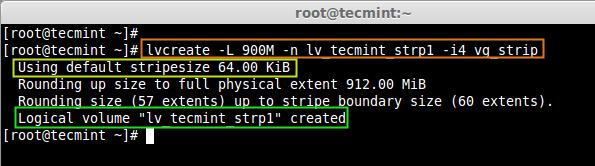 root@tecmint:~
[root@tecmint ~]#
[root@tecmint ~]# lvcreate -L 900M -n lv_tecmint_strp1 -i4 vg_strip
Using default stripesize 64.00 KiB
Rounding up size to full physical extent 912.00 MiB
Rounding size (57 extents) up to stripe boundary size (60 extents).
Logical volume "lv_tecmint_strp1" created
[root@tecmint ~]#